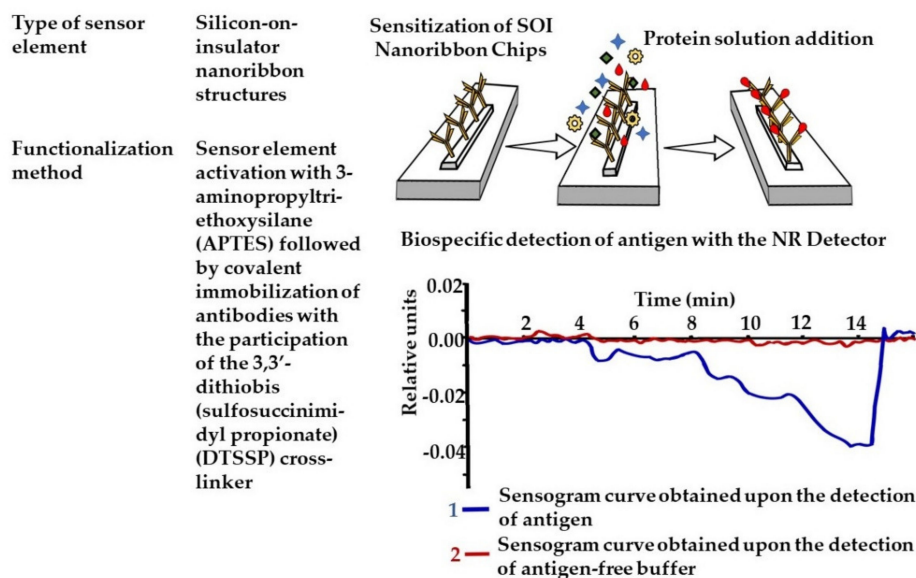 Type of sensor
element
Silicon-on-
insulator
nanoribbon
structures
Functionalization
method
Sensor element
activation with 3-
aminopropyltri-
ethoxysilane
(APTES) followed
by covalent
immobilization of
antibodies with
the participation
of the 3,3'-
dithiobis
(sulfosuccinimi-
dyl propionate)
(DTSSP) cross-
linker
Sensitization of SOI
Nanoribbon Chips
Protein solution addition
Biospecific detection of antigen with the NR Detector
Relative units
0.02
0.00
-0.02
-0.04
Time (min)
2 4 6 8 10 12 14
1 Sensogram curve obtained upon the detection
of antigen
2 Sensogram curve obtained upon the detection
of antigen-free buffer